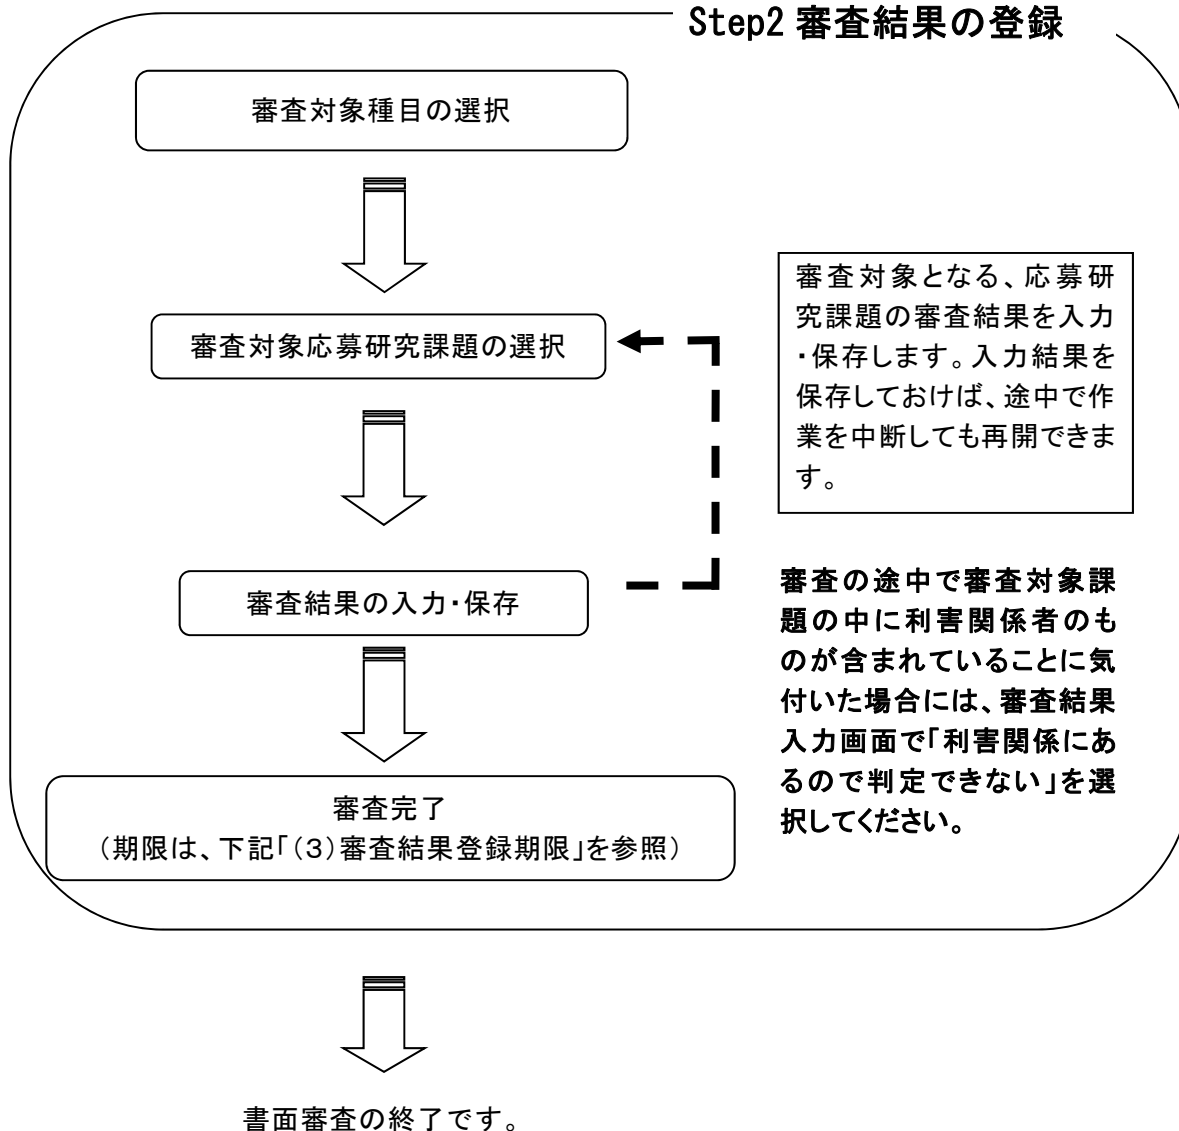 Step2 審査結果の登録
審査対象種目の選択
審査対象応募研究課題の選択
審査結果の入力・保存
審査完了
（期限は、下記「（３）審査結果登録期限」を参照）
審査対象となる、応募研
究課題の審査結果を入力
・保存します。入力結果を
保存しておけば、途中で作
業を中断しても再開できま
す。
審査の途中で審査対象課
題の中に利害関係者のも
のが含まれていることに気
付いた場合には、審査結果
入力画面で「利害関係にあ
るので判定できない」を選
択してください。
書面審査の終了です。